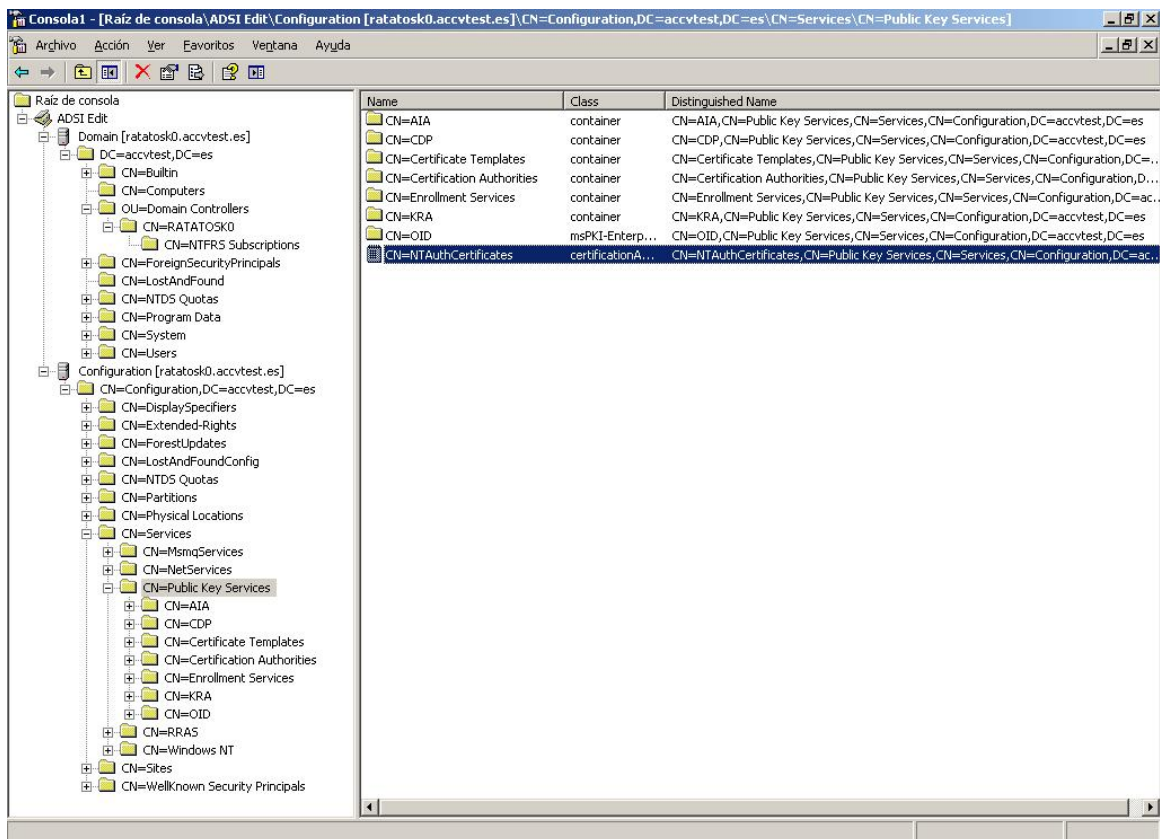 Consola1 - [Raíz de consola\ADSI Edit\Configuration [ratatosk0.accvtest.es]\CN=Configuration,DC=accvtest,DC=es\CN=Services\CN=Public Key Services]
Archivo Acción Ver Favoritos Ventana Ayuda
Raíz de consola
ADSI Edit
Domain [ratatosk0.accvtest.es]
DC=accvtest,DC=es
CN=Builtin
CN=Computers
OU=Domain Controllers
CN=RATATOSK0
CN=NTFRS Subscriptions
CN=ForeignSecurityPrincipals
CN=LostAndFound
CN=NTDS Quotas
CN=Program Data
CN=System
CN=Users
Configuration [ratatosk0.accvtest.es]
CN=Configuration,DC=accvtest,DC=es
CN=DisplaySpecifiers
CN=Extended-Rights
CN=ForestUpdates
CN=LostAndFoundConfig
CN=NTDS Quotas
CN=Partitions
CN=Physical Locations
CN=Services
CN=MsmqServices
CN=NetServices
CN=Public Key Services
CN=AIA
CN=CDP
CN=Certificate Templates
CN=Certification Authorities
CN=Enrollment Services
CN=KRA
CN=OID
CN=RRAS
CN=Windows NT
CN=Sites
CN=WellKnown Security Principals
Name Class Distinguished Name
CN=AIA container CN=AIA,CN=Public Key Services,CN=Services,CN=Configuration,DC=accvtest,DC=es
CN=CDP container CN=CDP,CN=Public Key Services,CN=Services,CN=Configuration,DC=accvtest,DC=es
CN=Certificate Templates container CN=Certificate Templates,CN=Public Key Services,CN=Services,CN=Configuration,DC=...
CN=Certification Authorities container CN=Certification Authorities,CN=Public Key Services,CN=Services,CN=Configuration,D...
CN=Enrollment Services container CN=Enrollment Services,CN=Public Key Services,CN=Services,CN=Configuration,DC=ac...
CN=KRA container CN=KRA,CN=Public Key Services,CN=Services,CN=Configuration,DC=accvtest,DC=es
CN=OID msPKI-Enterp... CN=OID,CN=Public Key Services,CN=Services,CN=Configuration,DC=accvtest,DC=es
CN=NTAuthCertificates certificationA... CN=NTAuthCertificates,CN=Public Key Services,CN=Services,CN=Configuration,DC=ac...